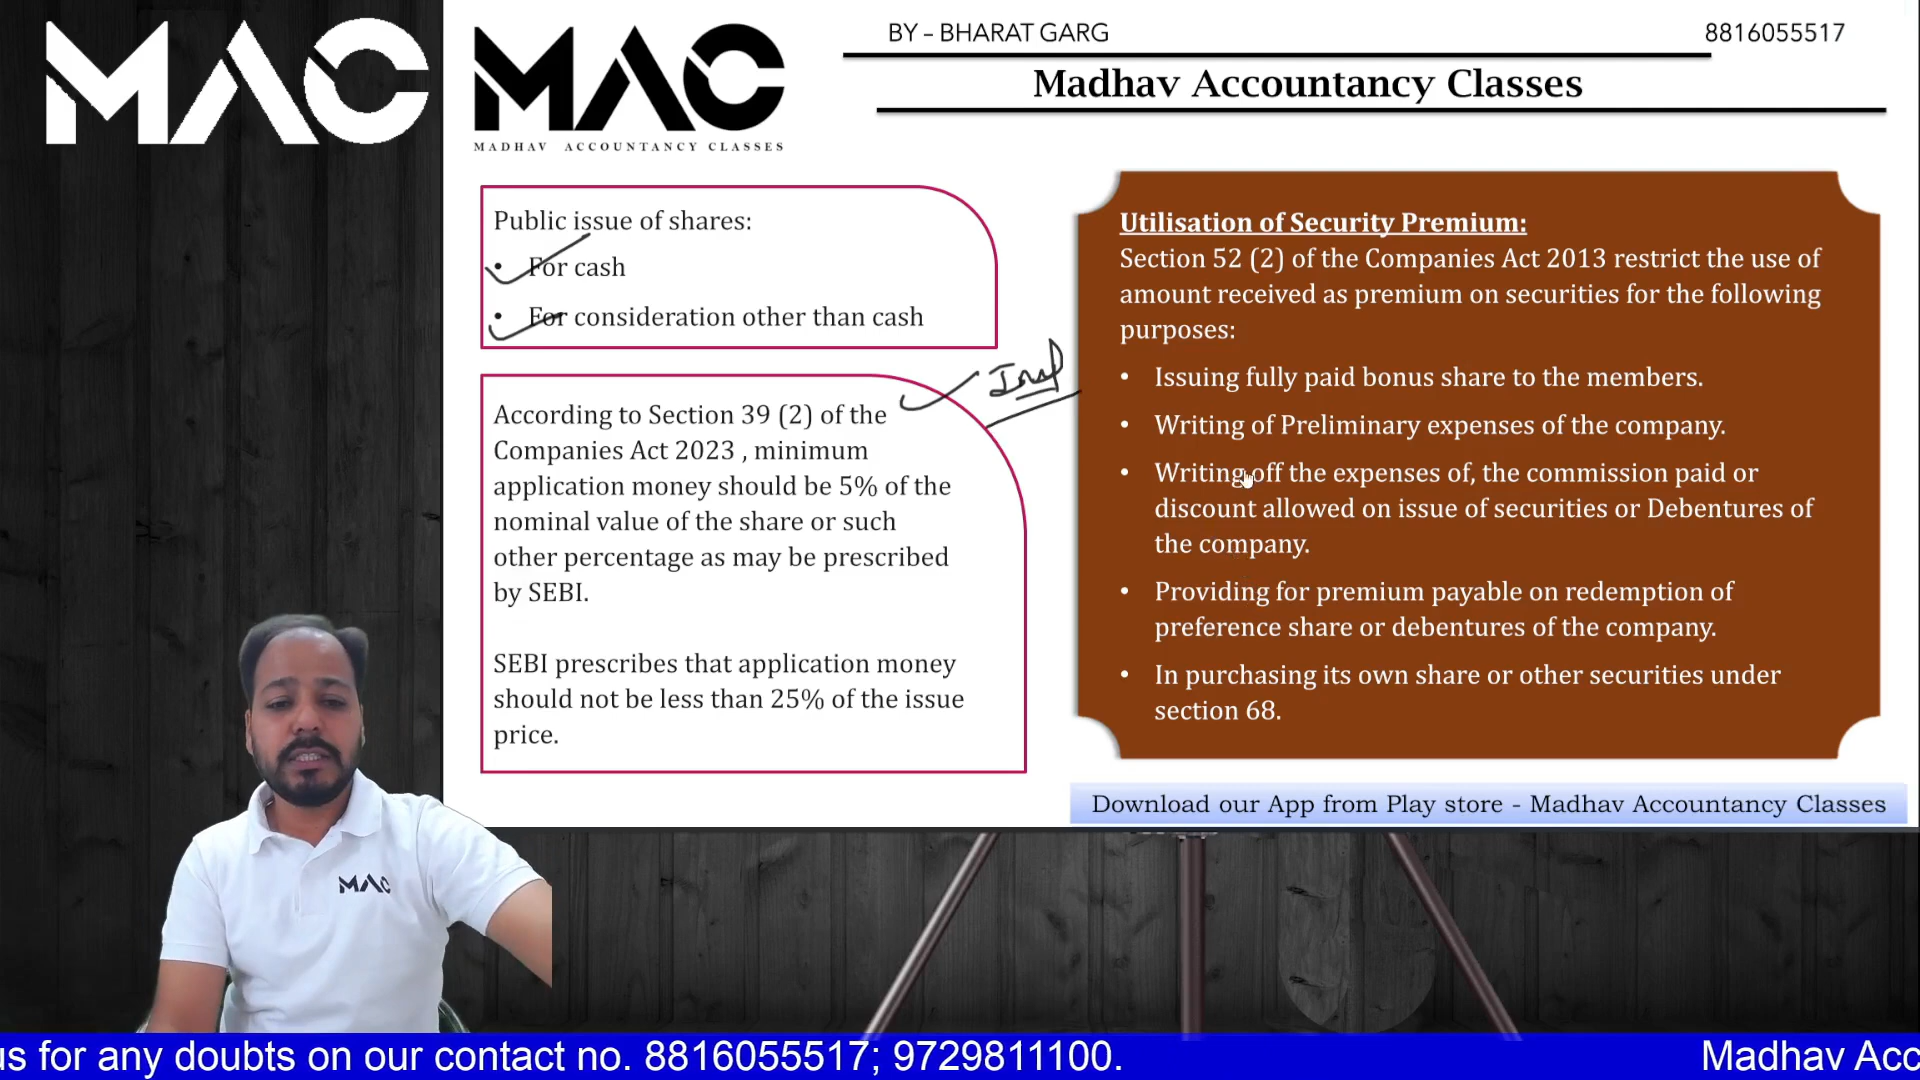 MAC
MAC
MADHAV ACCOUNTANCY CLASSES
BY – BHARAT GARG
8816055517
Madhav Accountancy Classes
Public issue of shares:
• For cash
• For consideration other than cash
According to Section 39 (2) of the
Companies Act 2023 , minimum
application money should be 5% of the
nominal value of the share or such
other percentage as may be prescribed
by SEBI.
SEBI prescribes that application money
should not be less than 25% of the issue
price.
Utilisation of Security Premium:
Section 52 (2) of the Companies Act 2013 restrict the use of
amount received as premium on securities for the following
purposes:
• Issuing fully paid bonus share to the members.
• Writing of Preliminary expenses of the company.
• Writing off the expenses of, the commission paid or
discount allowed on issue of securities or Debentures of
the company.
• Providing for premium payable on redemption of
preference share or debentures of the company.
• In purchasing its own share or other securities under
section 68.
Download our App from Play store - Madhav Accountancy Classes
MAC
us for any doubts on our contact no. 8816055517; 9729811100.
Madhav Acc